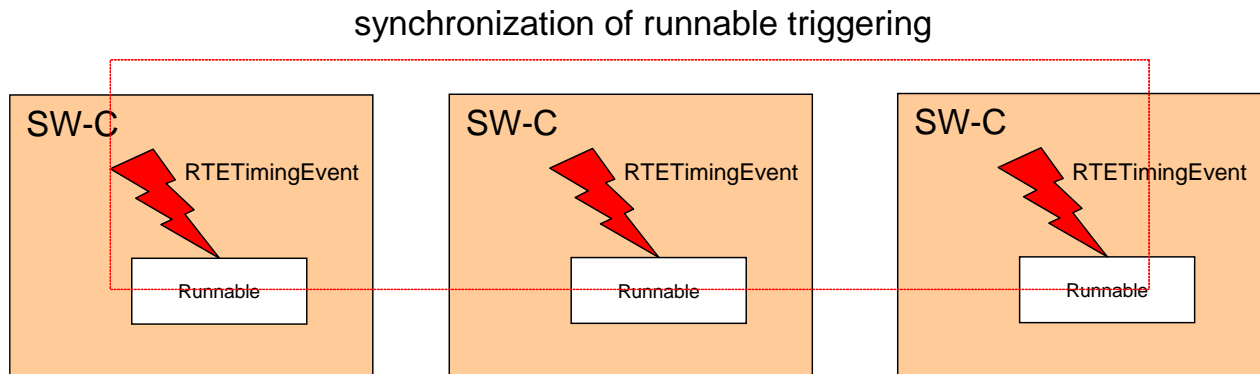 synchronization of runnable triggering
SW-C
SW-C
SW-C
RTETimingEvent
RTETimingEvent
RTETimingEvent
Runnable
Runnable
Runnable